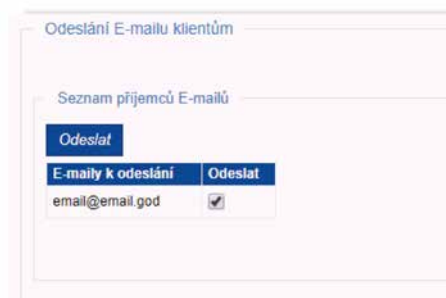 Odeslání E-mailu klientům
Seznam příjemců E-mailů
Odeslat
E-maily k odeslání Odeslat
email@email.god